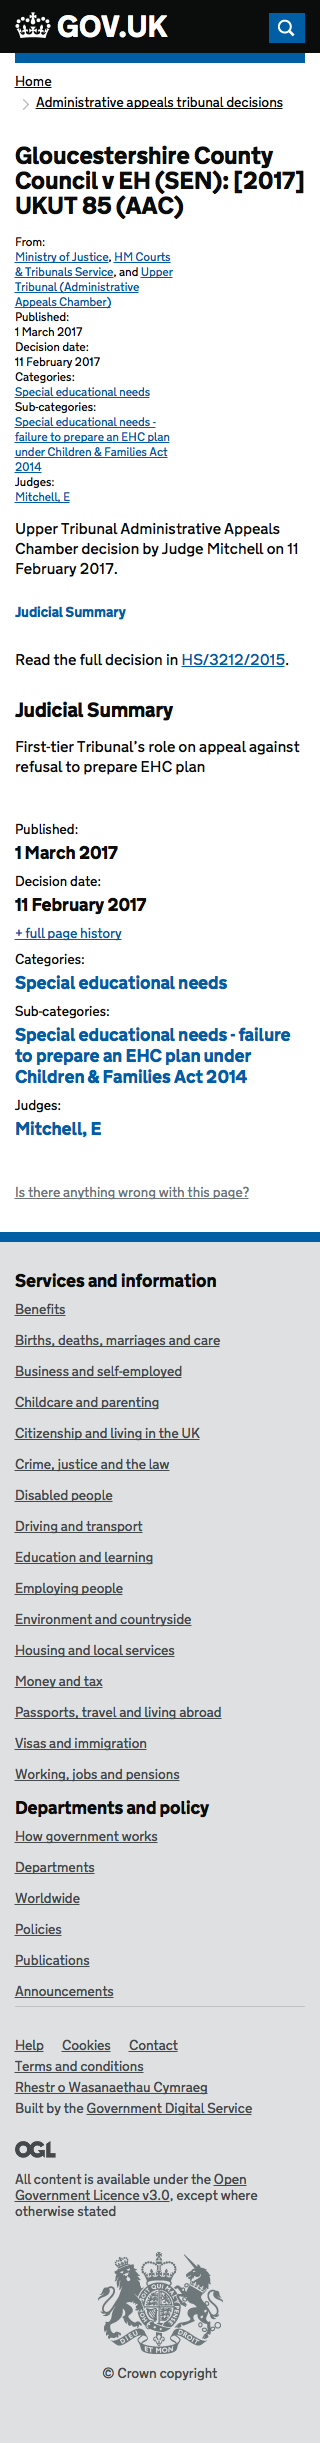 GOV.UK
Home
Administrative appeals tribunal decisions
Gloucestershire County
Council v EH (SEN): [2017]
UKUT 85 (AAC)
From:
Ministry of Justice, HM Courts
& Tribunals Service, and Upper
Tribunal (Administrative
Appeals Chamber)
Published:
1 March 2017
Decision date:
11 February 2017
Categories:
Special educational needs
Sub-categories:
Special educational needs -
failure to prepare an EHC plan
under Children & Families Act
2014
Judges:
Mitchell, E
Upper Tribunal Administrative Appeals
Chamber decision by Judge Mitchell on 11
February 2017.
Judicial Summary
Read the full decision in HS/3212/2015.
Judicial Summary
First-tier Tribunal’s role on appeal against
refusal to prepare EHC plan
Published:
1 March 2017
Decision date:
11 February 2017
+ full page history
Categories:
Special educational needs
Sub-categories:
Special educational needs - failure
to prepare an EHC plan under
Children & Families Act 2014
Judges:
Mitchell, E
Is there anything wrong with this page?
Services and information
Benefits
Births, deaths, marriages and care
Business and self-employed
Childcare and parenting
Citizenship and living in the UK
Crime, justice and the law
Disabled people
Driving and transport
Education and learning
Employing people
Environment and countryside
Housing and local services
Money and tax
Passports, travel and living abroad
Visas and immigration
Working, jobs and pensions
Departments and policy
How government works
Departments
Worldwide
Policies
Publications
Announcements
Help Cookies Contact
Terms and conditions
Rhestr o Wasanaethau Cymraeg
Built by the Government Digital Service
OGL
All content is available under the Open
Government Licence v3.0, except where
otherwise stated
DIEU ET MON DROIT
© Crown copyright